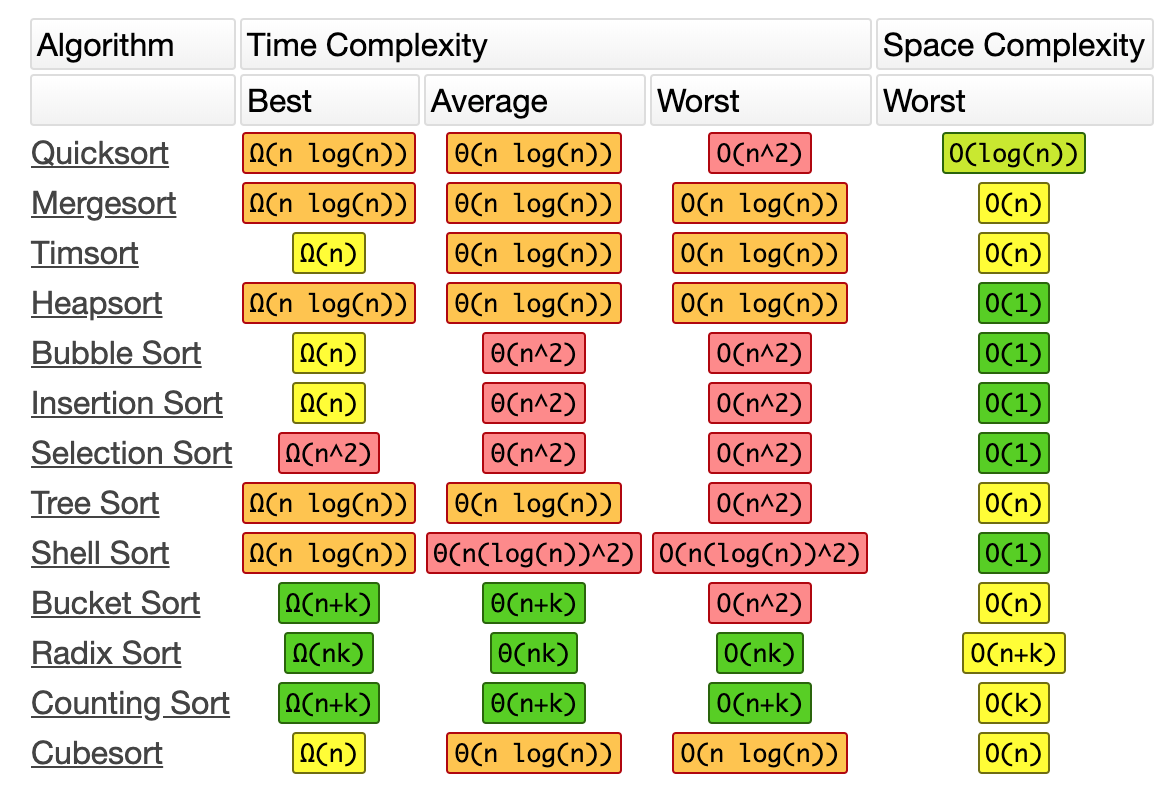 Algorithm Time Complexity Space Complexity
Best Average Worst Worst
Quicksort Ω(n log(n)) Θ(n log(n)) O(n^2) O(log(n))
Mergesort Ω(n log(n)) Θ(n log(n)) O(n log(n)) O(n)
Timsort Ω(n) Θ(n log(n)) O(n log(n)) O(n)
Heapsort Ω(n log(n)) Θ(n log(n)) O(n log(n)) O(1)
Bubble Sort Ω(n) Θ(n^2) O(n^2) O(1)
Insertion Sort Ω(n) Θ(n^2) O(n^2) O(1)
Selection Sort Ω(n^2) Θ(n^2) O(n^2) O(1)
Tree Sort Ω(n log(n)) Θ(n log(n)) O(n^2) O(n)
Shell Sort Ω(n log(n)) Θ(n(log(n))^2) O(n(log(n))^2) O(1)
Bucket Sort Ω(n+k) Θ(n+k) O(n^2) O(n)
Radix Sort Ω(nk) Θ(nk) O(nk) O(n+k)
Counting Sort Ω(n+k) Θ(n+k) O(n+k) O(k)
Cubesort Ω(n) Θ(n log(n)) O(n log(n)) O(n)